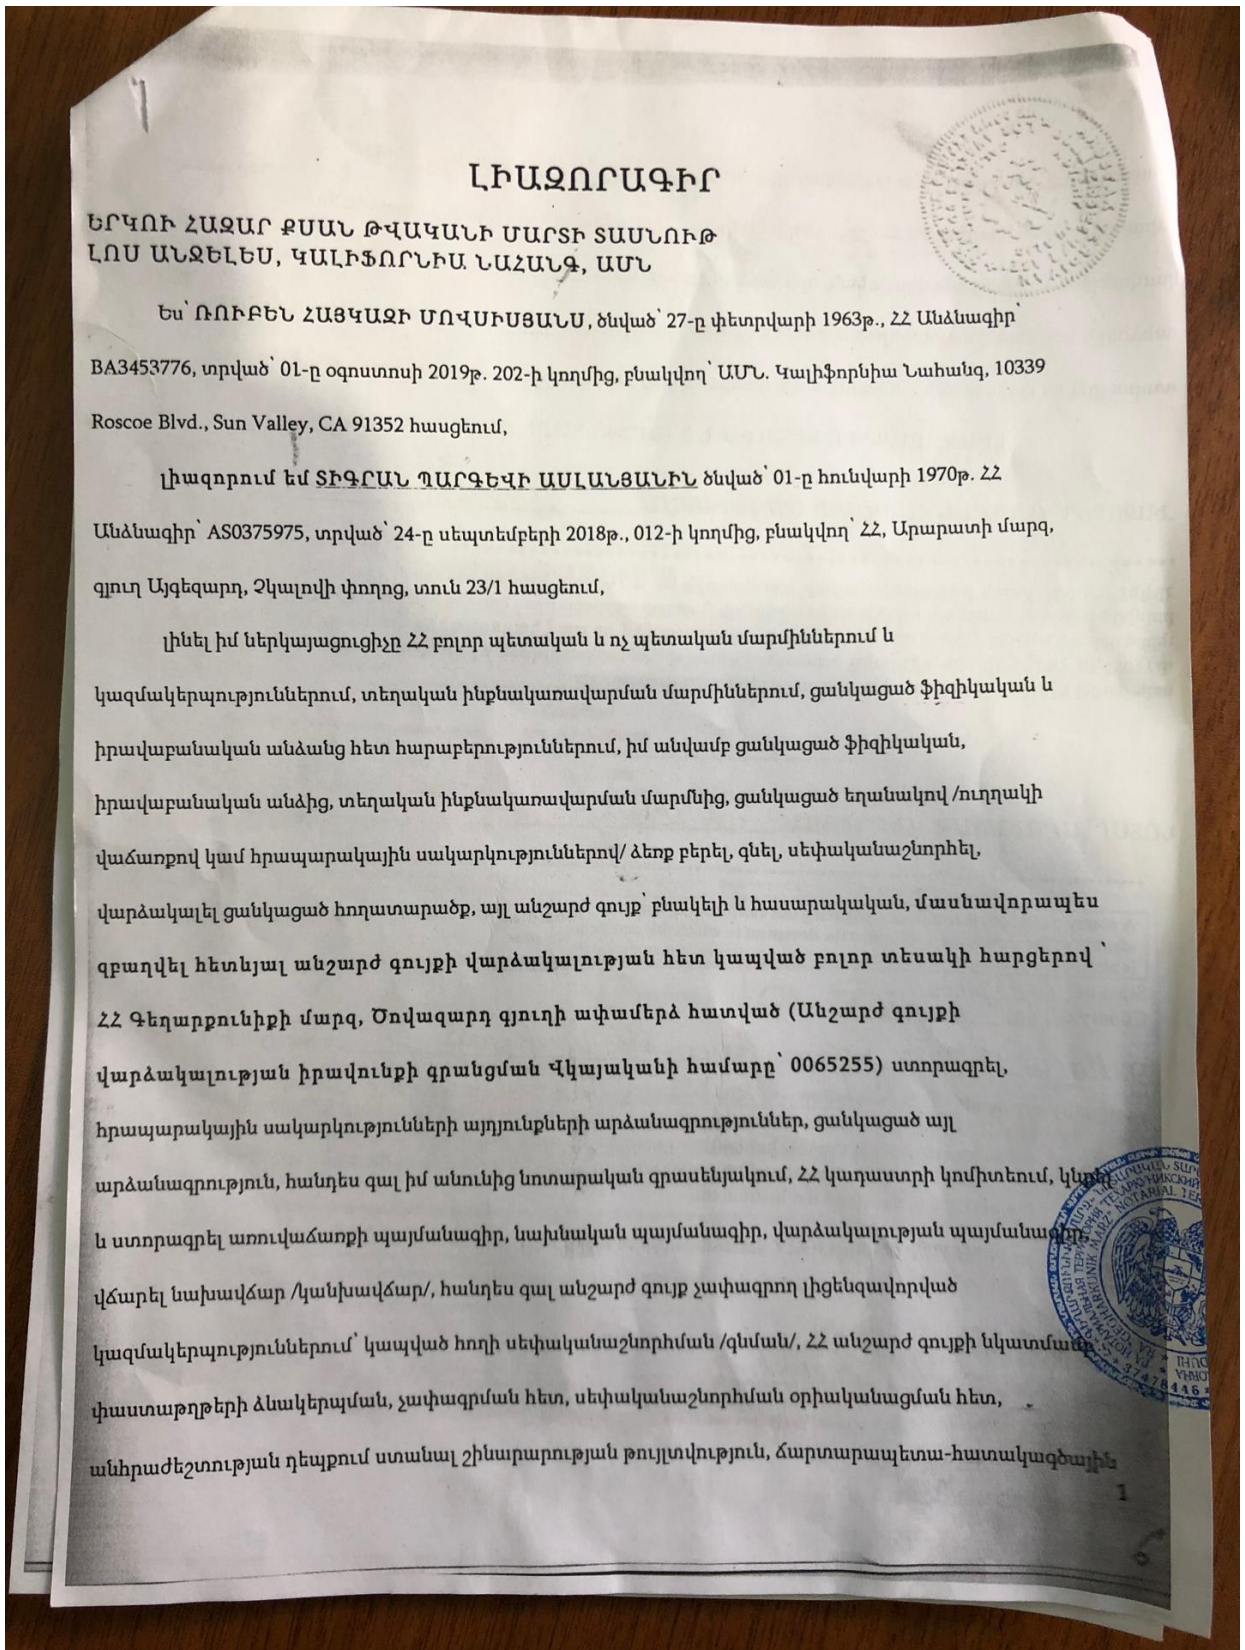 ԼԻԱԶՈՐԱԳԻՐ
ԵՐԿՈՒ ՀԱԶԱՐ ՔՍԱՆ ԹՎԱԿԱՆԻ ՄԱՐՏԻ ՏԱՍՆՈՒԹ
ԼՈՍ ԱՆՋԵԼԵՍ, ԿԱԼԻՖՈՐՆԻԱ ՆԱՀԱՆԳ, ԱՄՆ
Ես՝ ՌՈՒԲԵՆ ՀԱՅԿԱԶԻ ՄՈՎՍԻՍՅԱՆՍ, ծնված՝ 27-ը փետրվարի 1963թ., ՀՀ Անձնագիր՝
BA3453776, տրված՝ 01-ը օգոստոսի 2019թ. 202-ի կողմից, բնակվող՝ ԱՄՆ. Կալիֆորնիա Նահանգ, 10339
Roscoe Blvd., Sun Valley, CA 91352 հասցեում,
լիազորում եմ ՏԻԳՐԱՆ ՊԱՐԳԵՎԻ ԱՍԼԱՆՅԱՆԻՆ ծնված՝ 01-ը հունվարի 1970թ. ՀՀ
Անձնագիր՝ AS0375975, տրված՝ 24-ը սեպտեմբերի 2018թ., 012-ի կողմից, բնակվող՝ ՀՀ, Արարատի մարզ,
գյուղ Այգեզարդ, Չկալովի փողոց, տուն 23/1 հասցեում,
լինել իմ ներկայացուցիչը ՀՀ բոլոր պետական և ոչ պետական մարմիններում և
կազմակերպություններում, տեղական ինքնակառավարման մարմիններում, ցանկացած ֆիզիկական և
իրավաբանական անձանց հետ հարաբերություններում, իմ անվամբ ցանկացած ֆիզիկական,
իրավաբանական անձից, տեղական ինքնակառավարման մարմնից, ցանկացած եղանակով /ուղղակի
վաճառքով կամ հրապարակային սակարկություններով/ ձեռք բերել, գնել, սեփականաշնորհել,
վարձակալել ցանկացած հողատարածք, այլ անշարժ գույք՝ բնակելի և հասարակական, մասնավորապես
զբաղվել հետևյալ անշարժ գույքի վարձակալության հետ կապված բոլոր տեսակի հարցերով՝
ՀՀ Գեղարքունիքի մարզ, Ծովազարդ գյուղի ափամերձ հատված (Անշարժ գույքի
վարձակալության իրավունքի գրանցման Վկայականի համարը՝ 0065255) ստորագրել,
հրապարակային սակարկությունների այդյունքների արձանագրություններ, ցանկացած այլ
արձանագրություն, հանդես գալ իմ անունից նոտարական գրասենյակում, ՀՀ կադաստրի կոմիտեում, կնքել
և ստորագրել առուվաճառքի պայմանագիր, նախնական պայմանագիր, վարձակալության պայմանագիր,
վճարել նախավճար /կանխավճար/, հանդես գալ անշարժ գույք չափագրող լիցենզավորված
կազմակերպություններում՝ կապված հողի սեփականաշնորհման /գնման/, ՀՀ անշարժ գույքի նկատմամբ
փաստաթղթերի ձևակերպման, չափագրման հետ, սեփականաշնորհման օրիականացման հետ,
անհրաժեշտության դեպքում ստանալ շինարարության թույլտվություն, ճարտարապետա-հատակագծային
1